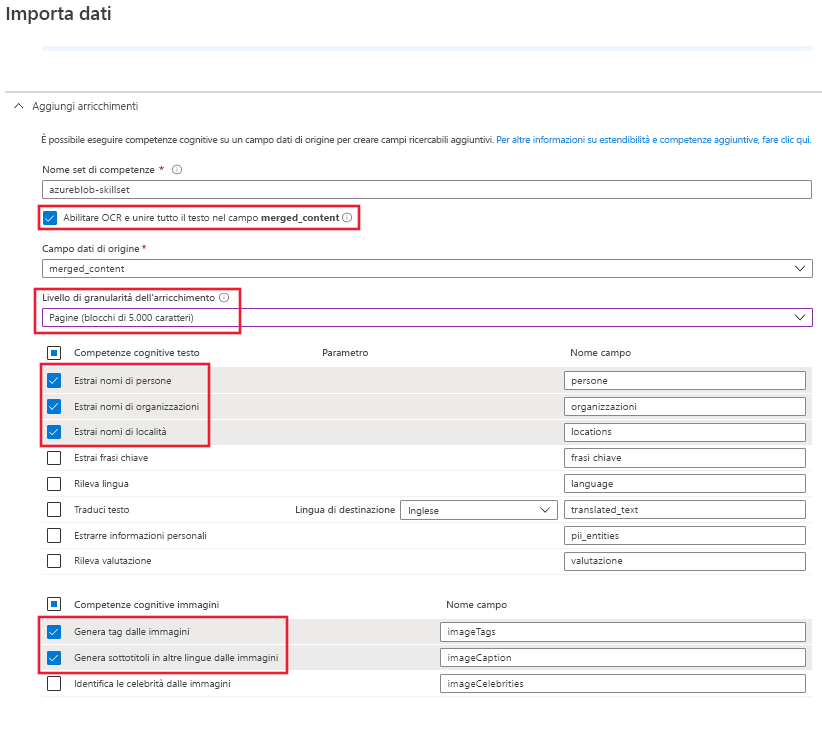 Importa dati
Aggiungi arricchimenti
È possibile eseguire competenze cognitive su un campo dati di origine per creare campi ricercabili aggiuntivi. Per altre informazioni su estendibilità e competenze aggiuntive, fare clic qui.
Nome set di competenze *
azureblob-skillset
Abilitare OCR e unire tutto il testo nel campo merged_content
Campo dati di origine *
merged_content
Livello di granularità dell'arricchimento
Pagine (blocchi di 5.000 caratteri)
Competenze cognitive testo Parametro Nome campo
Estrai nomi di persone persone
Estrai nomi di organizzazioni organizzazioni
Estrai nomi di località locations
Estrai frasi chiave frasi chiave
Rileva lingua language
Traduci testo Lingua di destinazione Inglese translated_text
Estrarre informazioni personali pii_entities
Rileva valutazione valutazione
Competenze cognitive immagini Nome campo
Genera tag dalle immagini imageTags
Genera sottotitoli in altre lingue dalle immagini imageCaption
Identifica le celebrità dalle immagini imageCelebrities